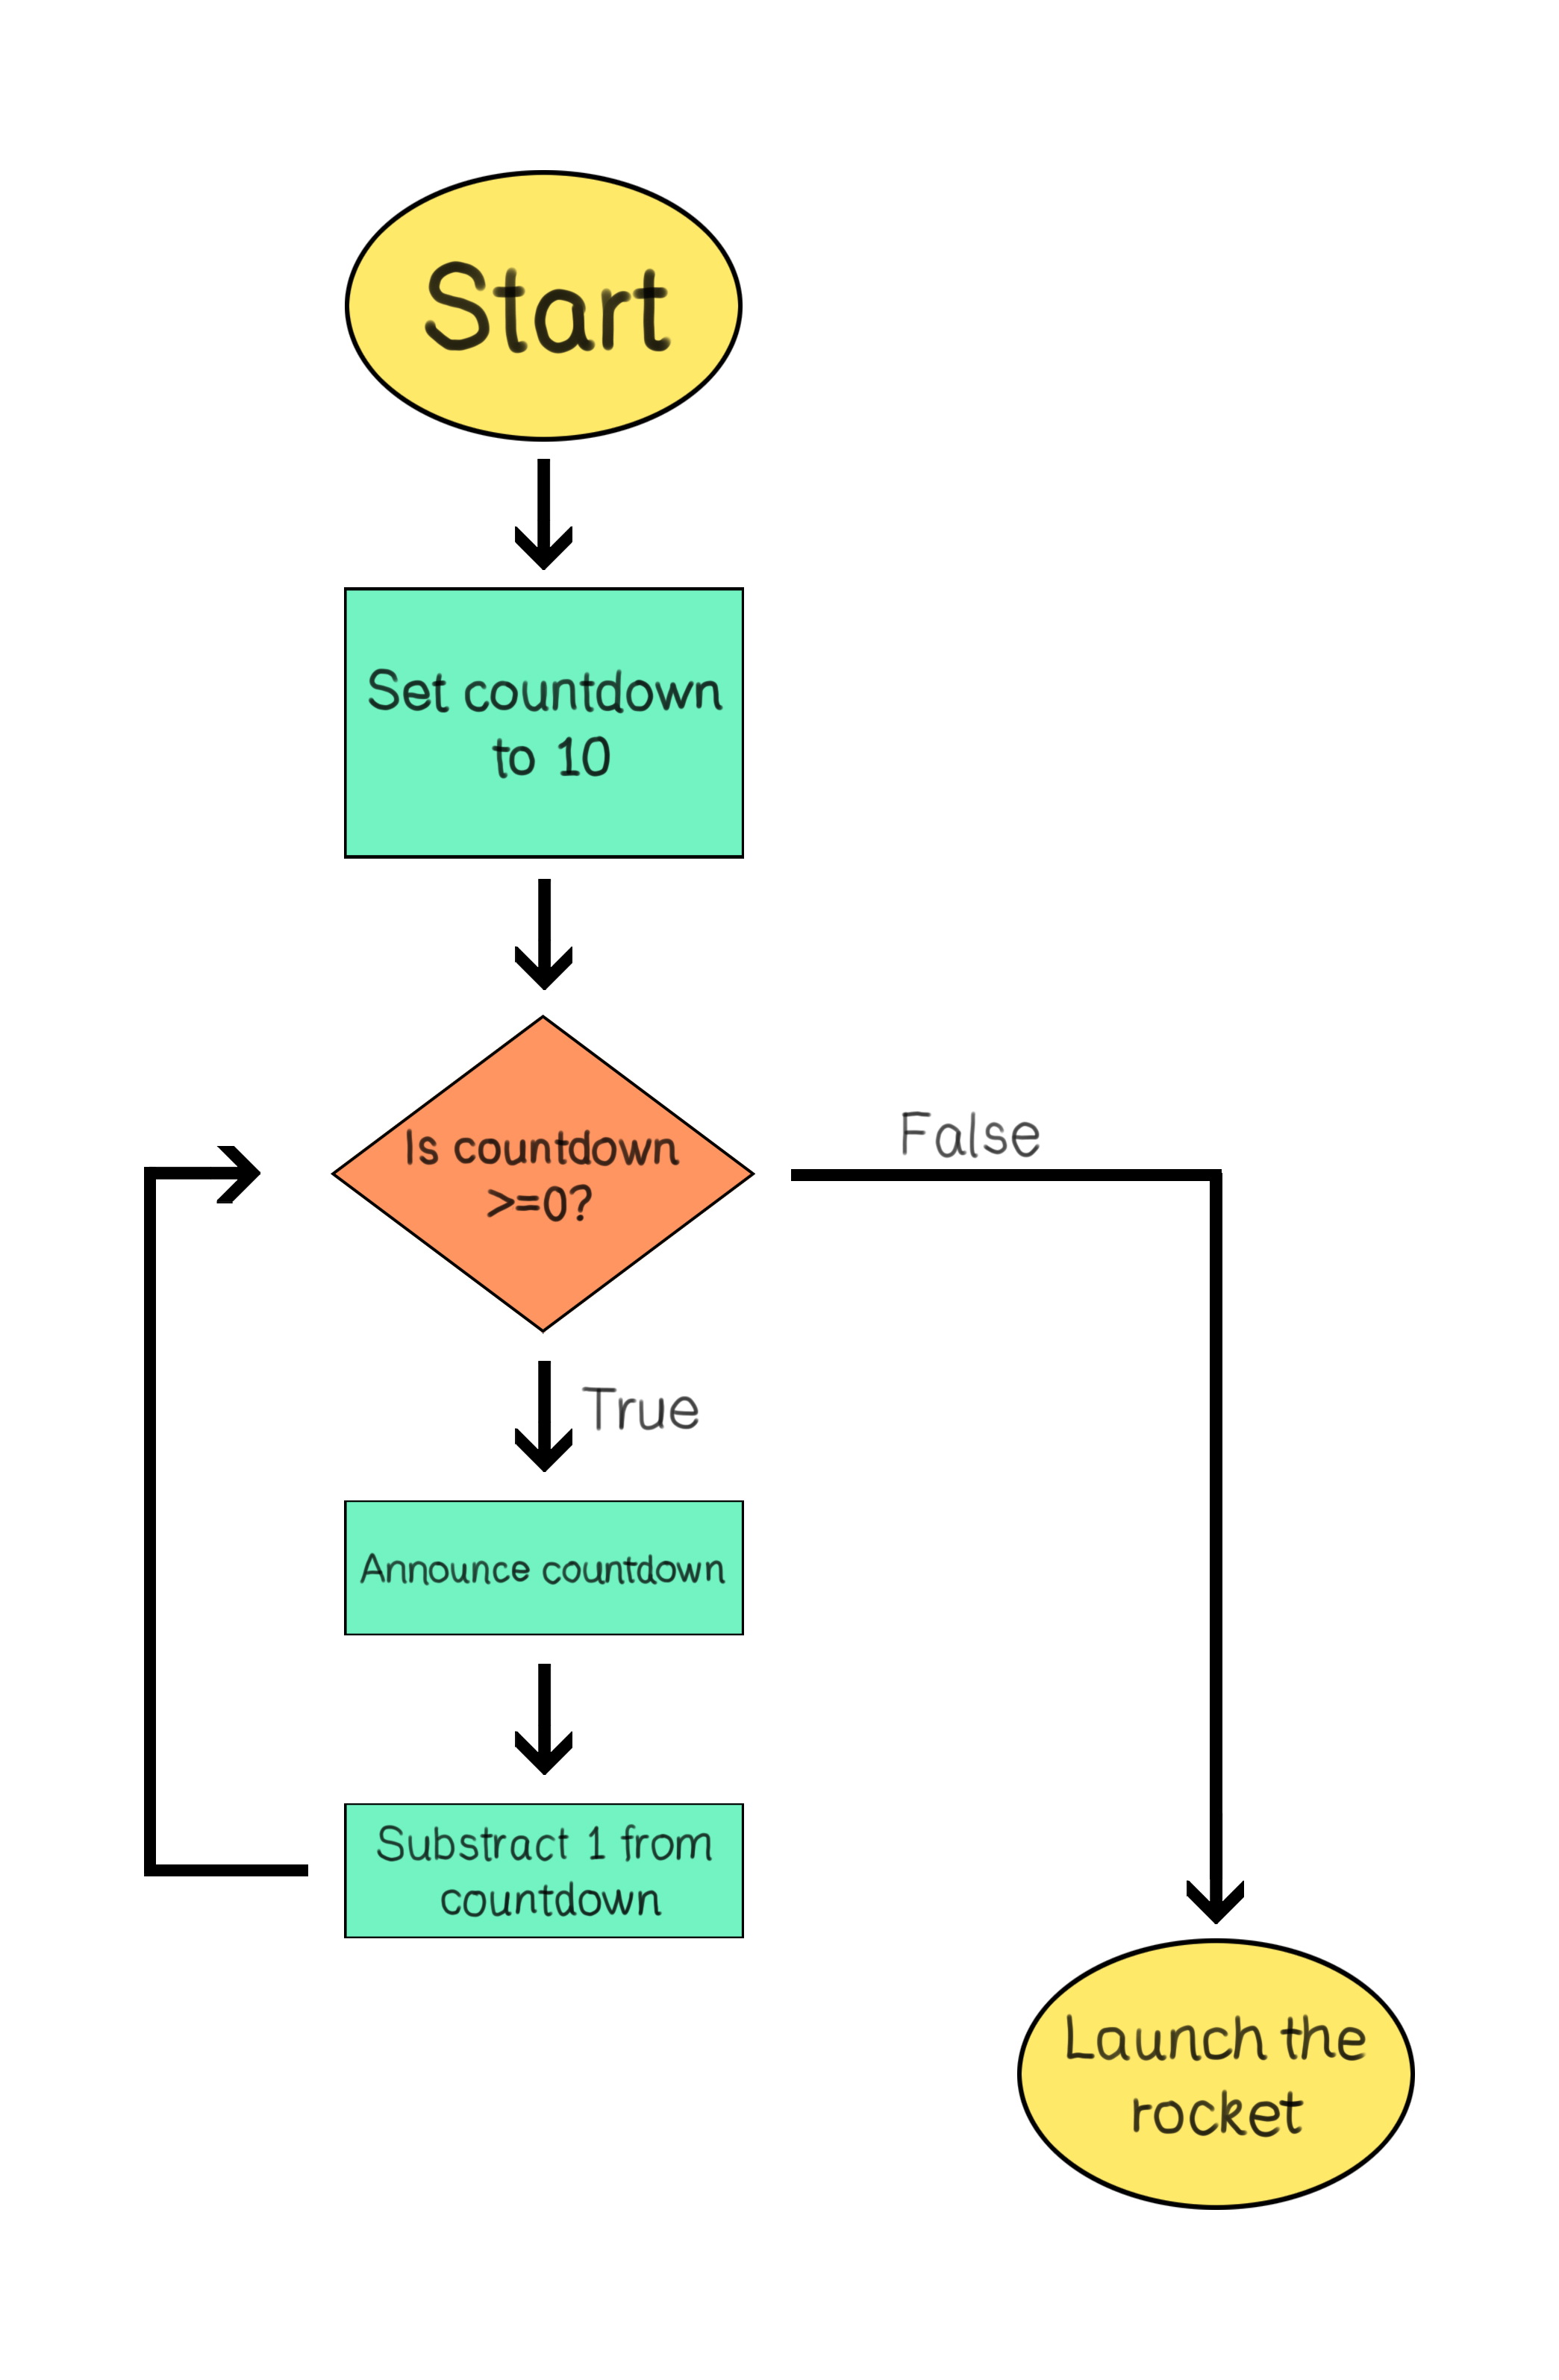 Start
Set countdown
to 10
Is countdown
>=0?
False
True
Announce countdown
Substract 1 from
countdown
Launch the
rocket